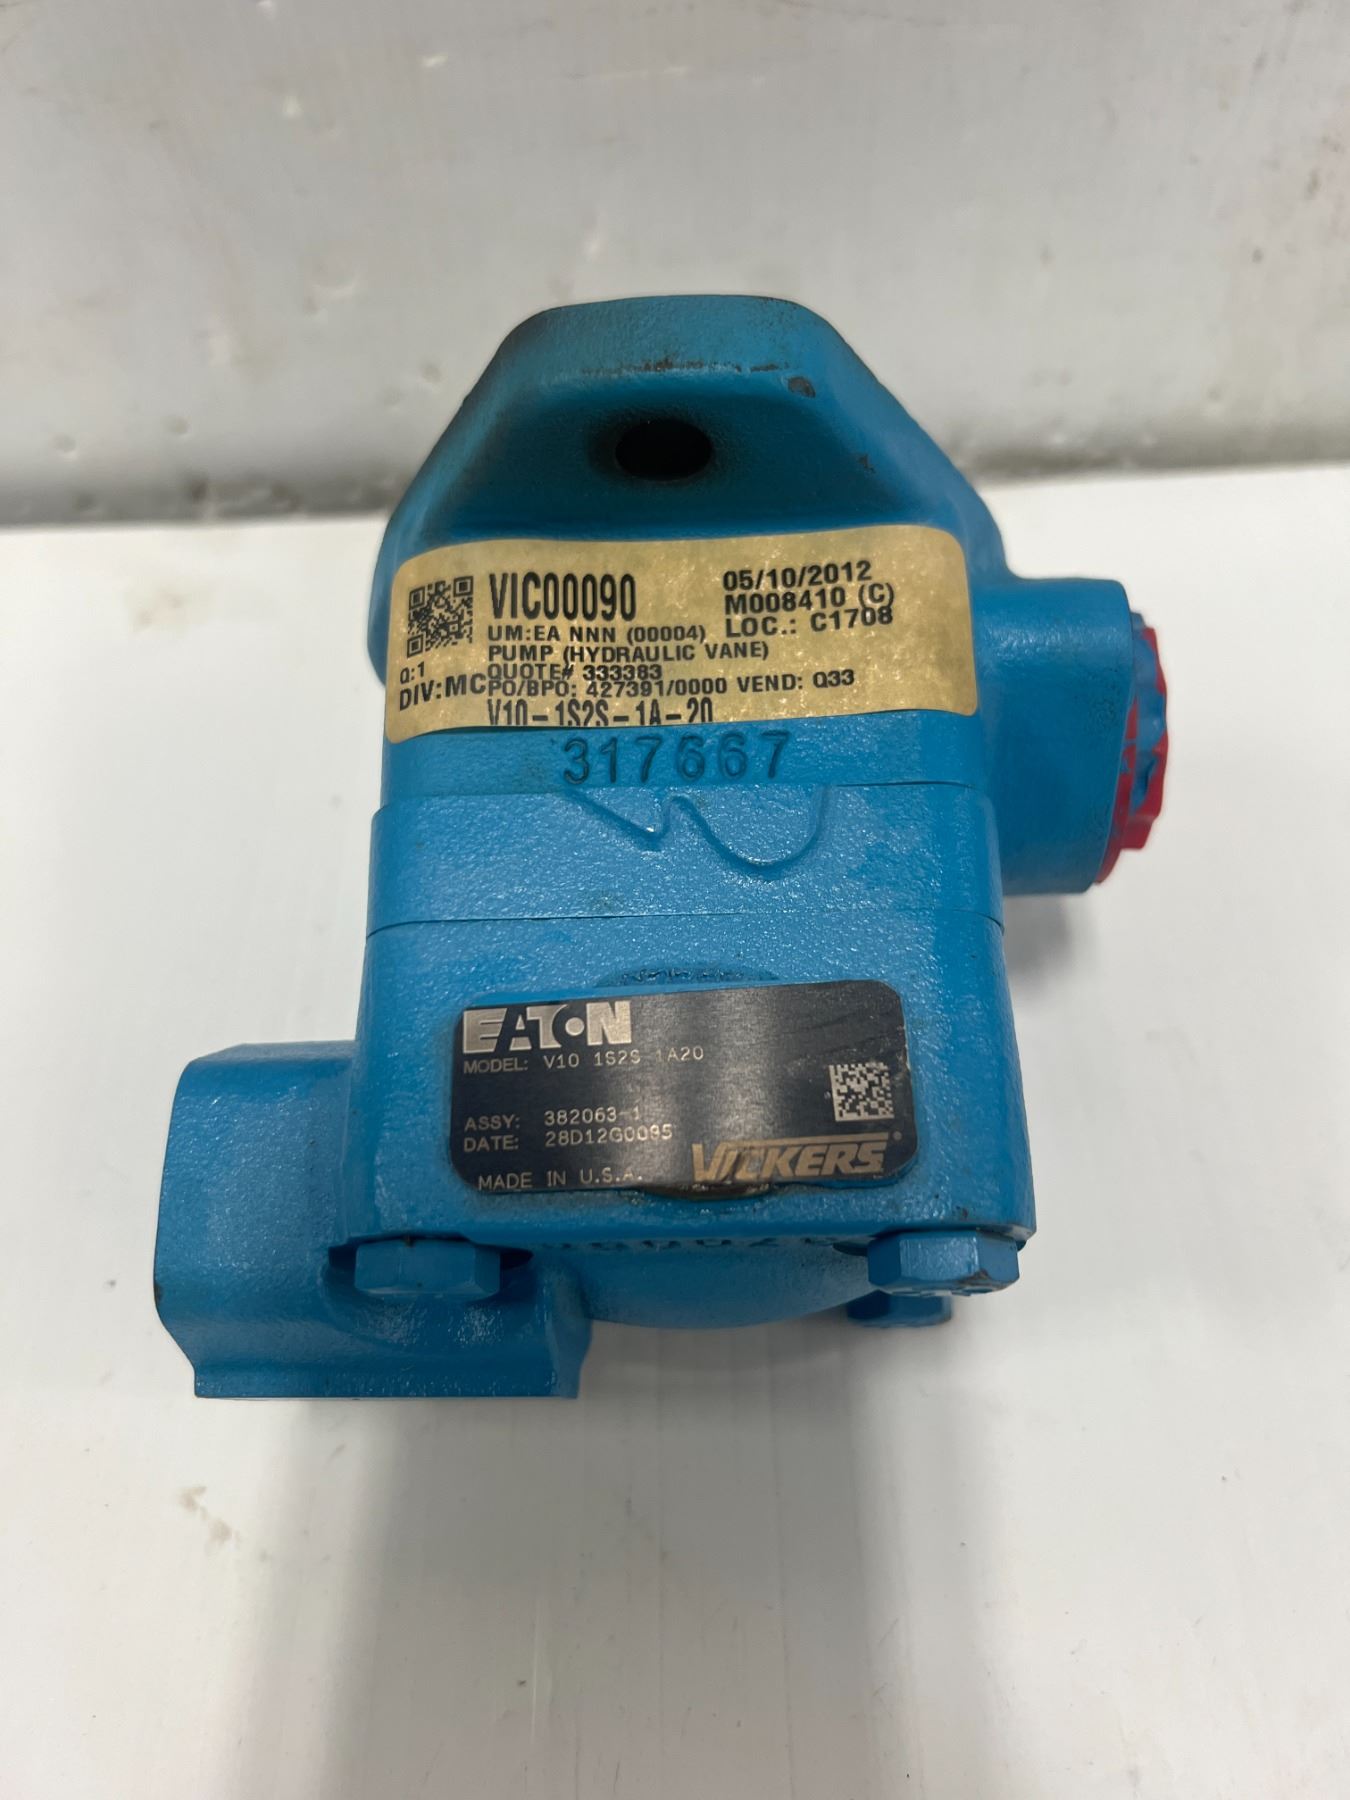 VIC00090 05/10/2012
M008410 (C)
UM:EA NNN (00004) LOC.: C1708
PUMP (HYDRAULIC VANE)
Q:1 QUOTE# 333383
DIV:MC PO/BPO: 427391/0000 VEND: Q33
V10-1S2S-1A-20
317667
EATON
MODEL: V10 1S2S 1A20
ASSY: 382063-1
DATE: 28D12G0095
VICKERS
MADE IN U.S.A.